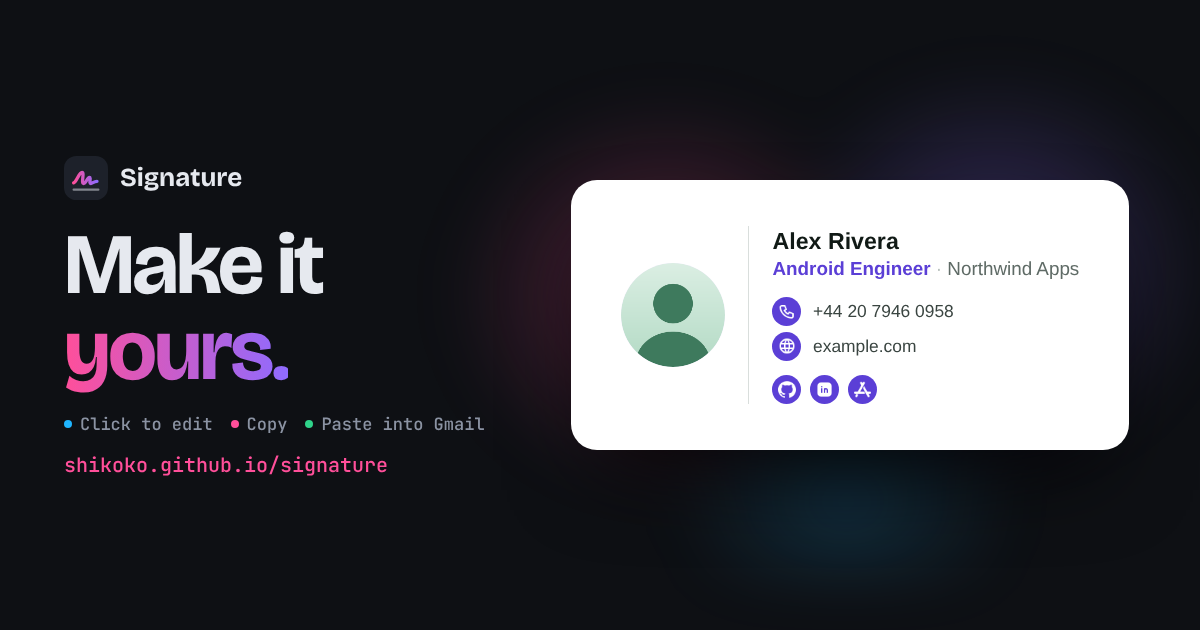 Signature
Make it
yours.
Click to edit Copy Paste into Gmail
shikoko.github.io/signature
Alex Rivera
Android Engineer · Northwind Apps
+44 20 7946 0958
example.com
in